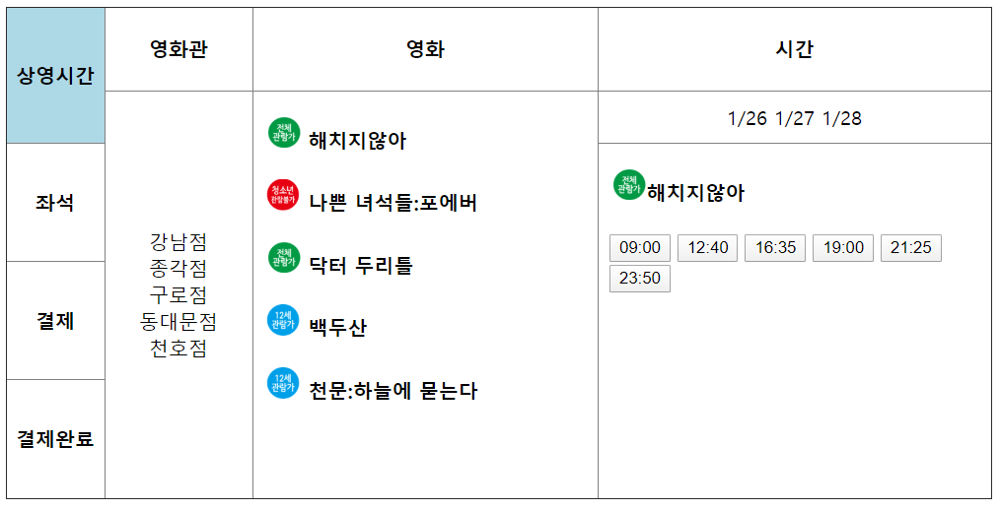 상영시간
좌석
결제
결제완료
영화관
강남점
종각점
구로점
동대문점
천호점
영화
전체
관람가
해치지않아
청소년
관람불가
나쁜 녀석들:포에버
전체
관람가
닥터 두리틀
12세
관람가
백두산
12세
관람가
천문:하늘에 묻는다
시간
1/26 1/27 1/28
전체
관람가
해치지않아
09:00 12:40 16:35 19:00 21:25
23:50